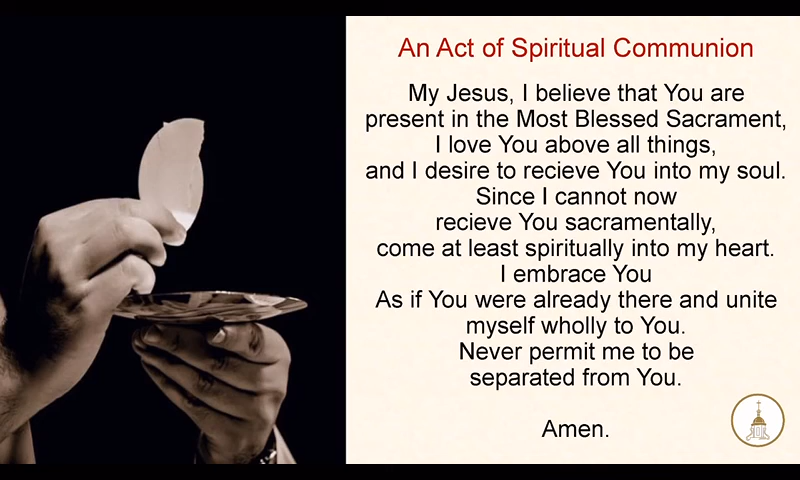 An Act of Spiritual Communion
My Jesus, I believe that You are
present in the Most Blessed Sacrament,
I love You above all things,
and I desire to recieve You into my soul.
Since I cannot now
recieve You sacramentally,
come at least spiritually into my heart.
I embrace You
As if You were already there and unite
myself wholly to You.
Never permit me to be
separated from You.
Amen.